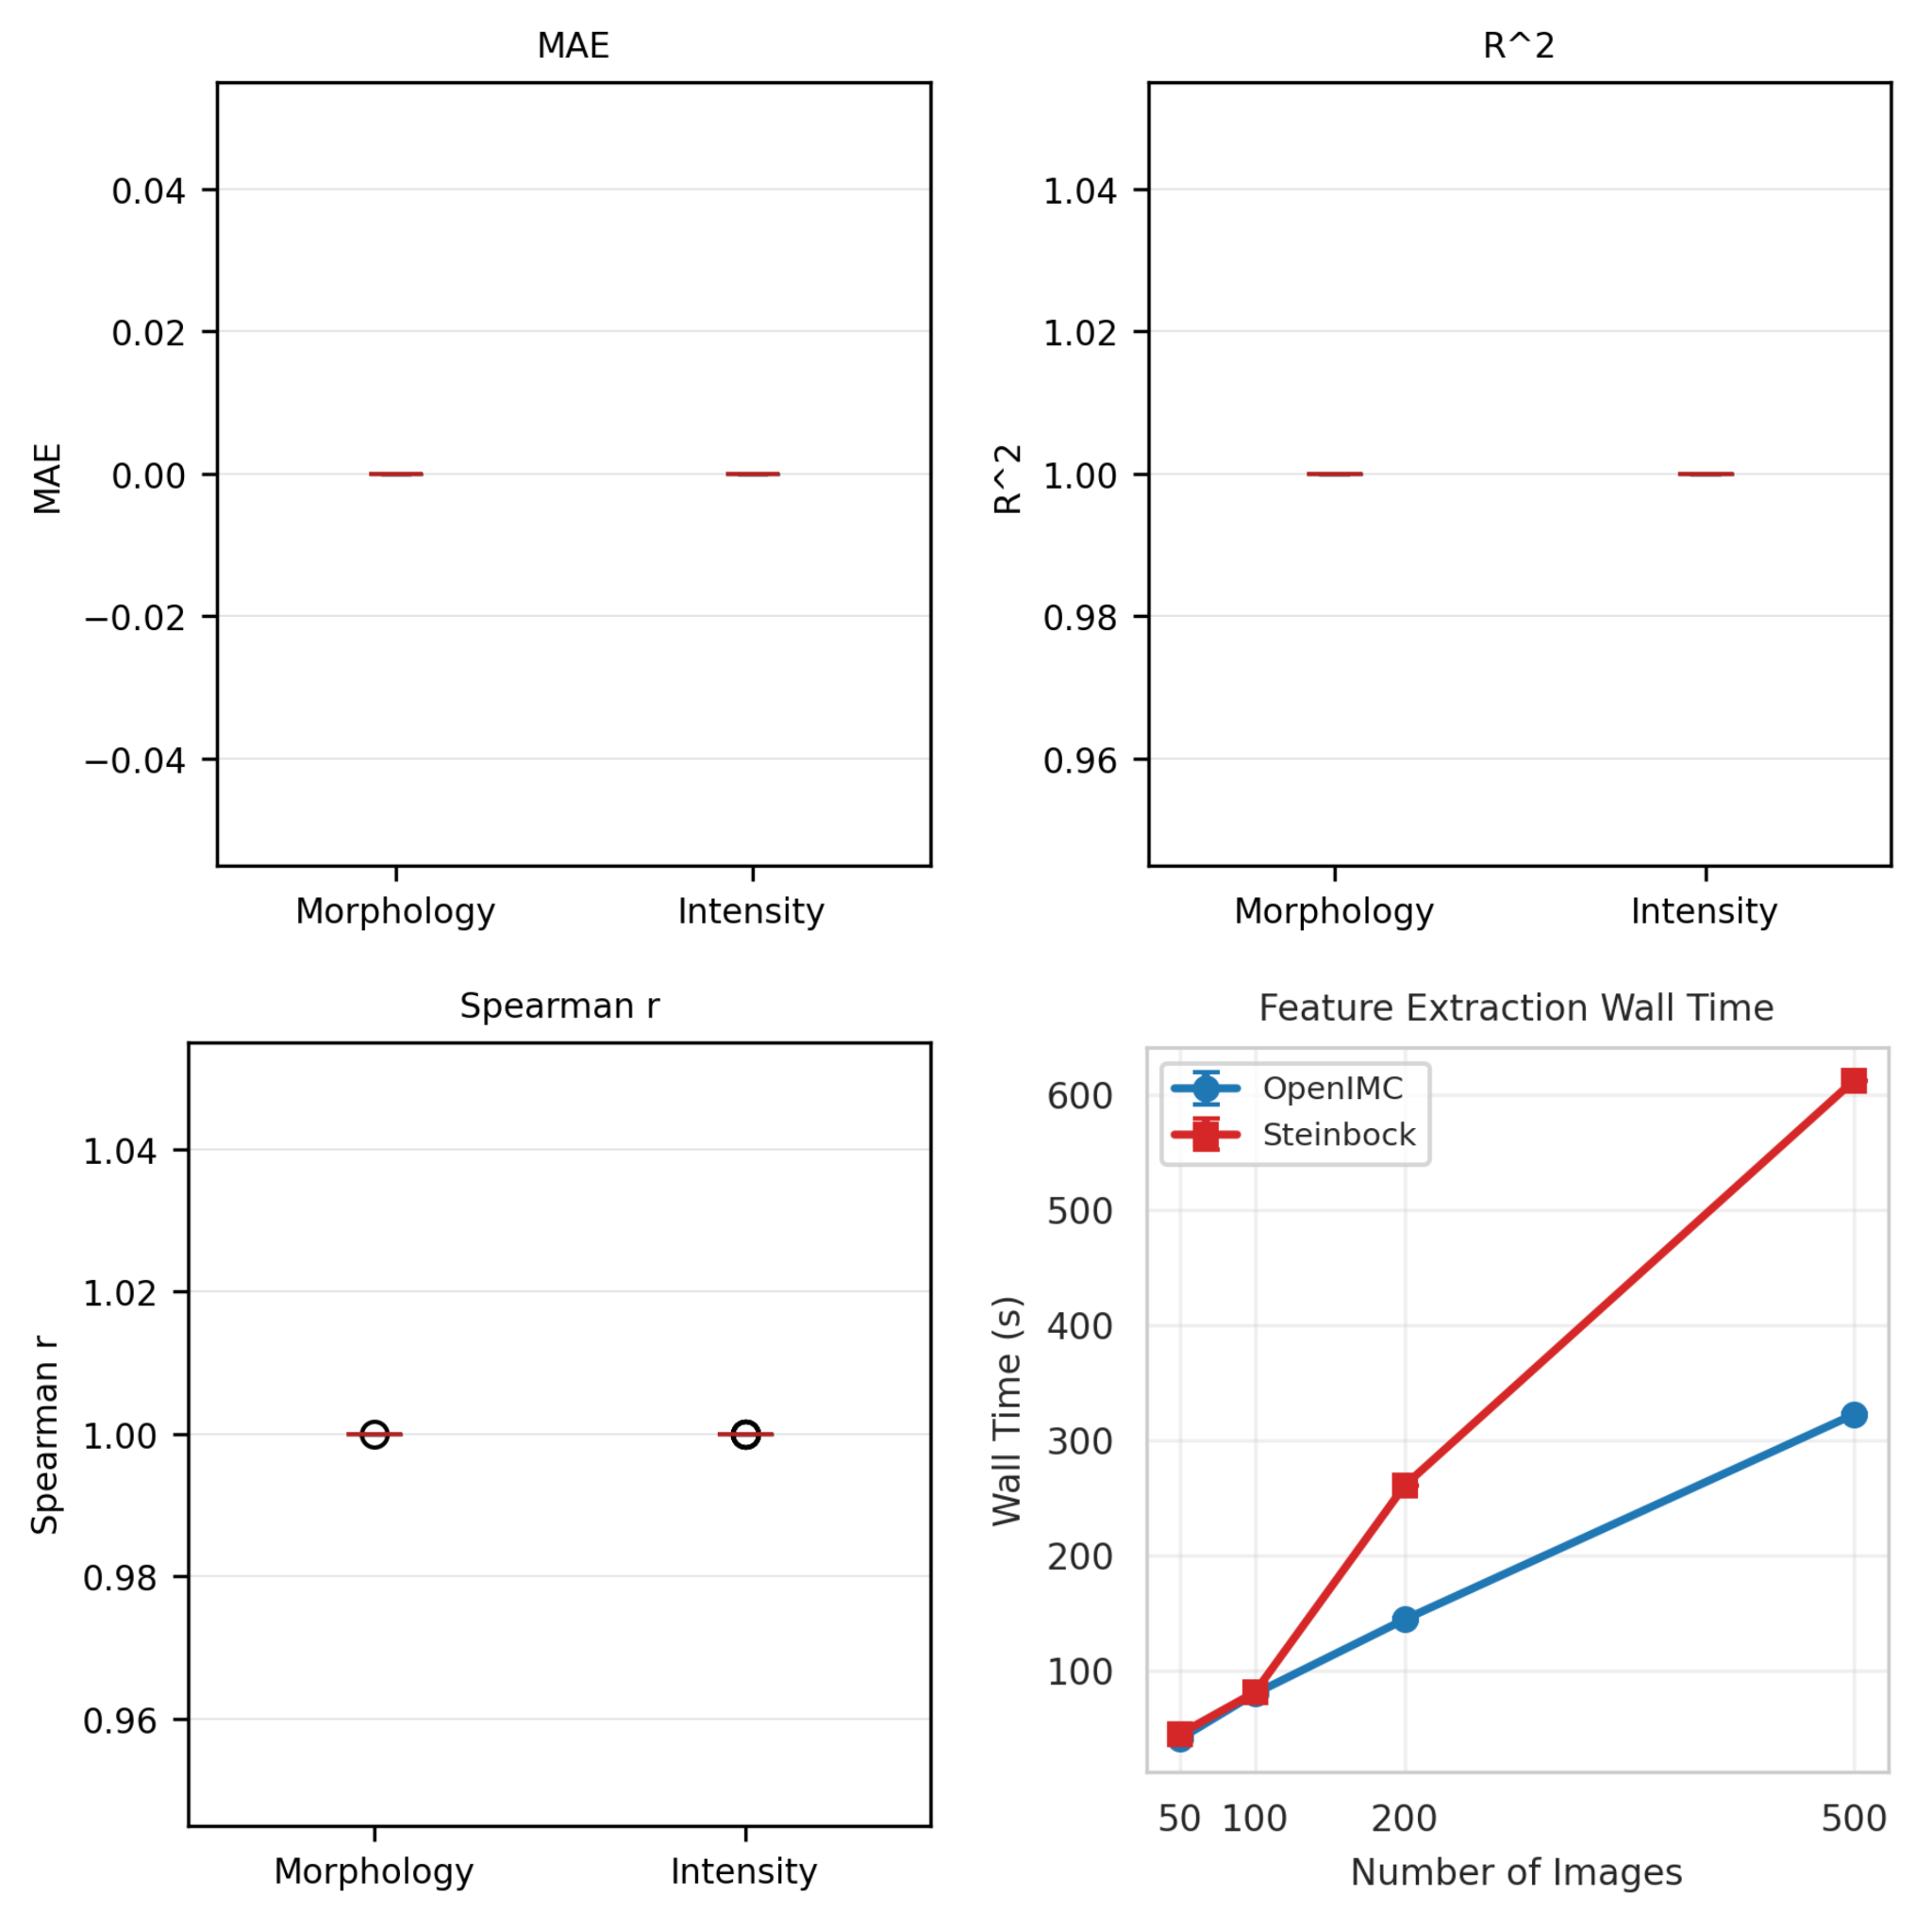 MAE
MAE
0.04
0.02
0.00
−0.02
−0.04
Morphology
Intensity
R^2
R^2
1.04
1.02
1.00
0.98
0.96
Morphology
Intensity
Spearman r
Spearman r
1.04
1.02
1.00
0.98
0.96
Morphology
Intensity
Feature Extraction Wall Time
OpenIMC
Steinbock
Wall Time (s)
600
500
400
300
200
100
50 100 200 500
Number of Images